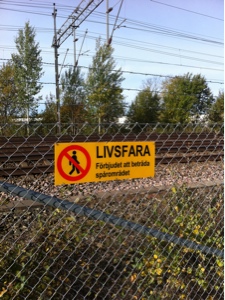 LIVSFARA
Förbjudet att beträda
spårområdet